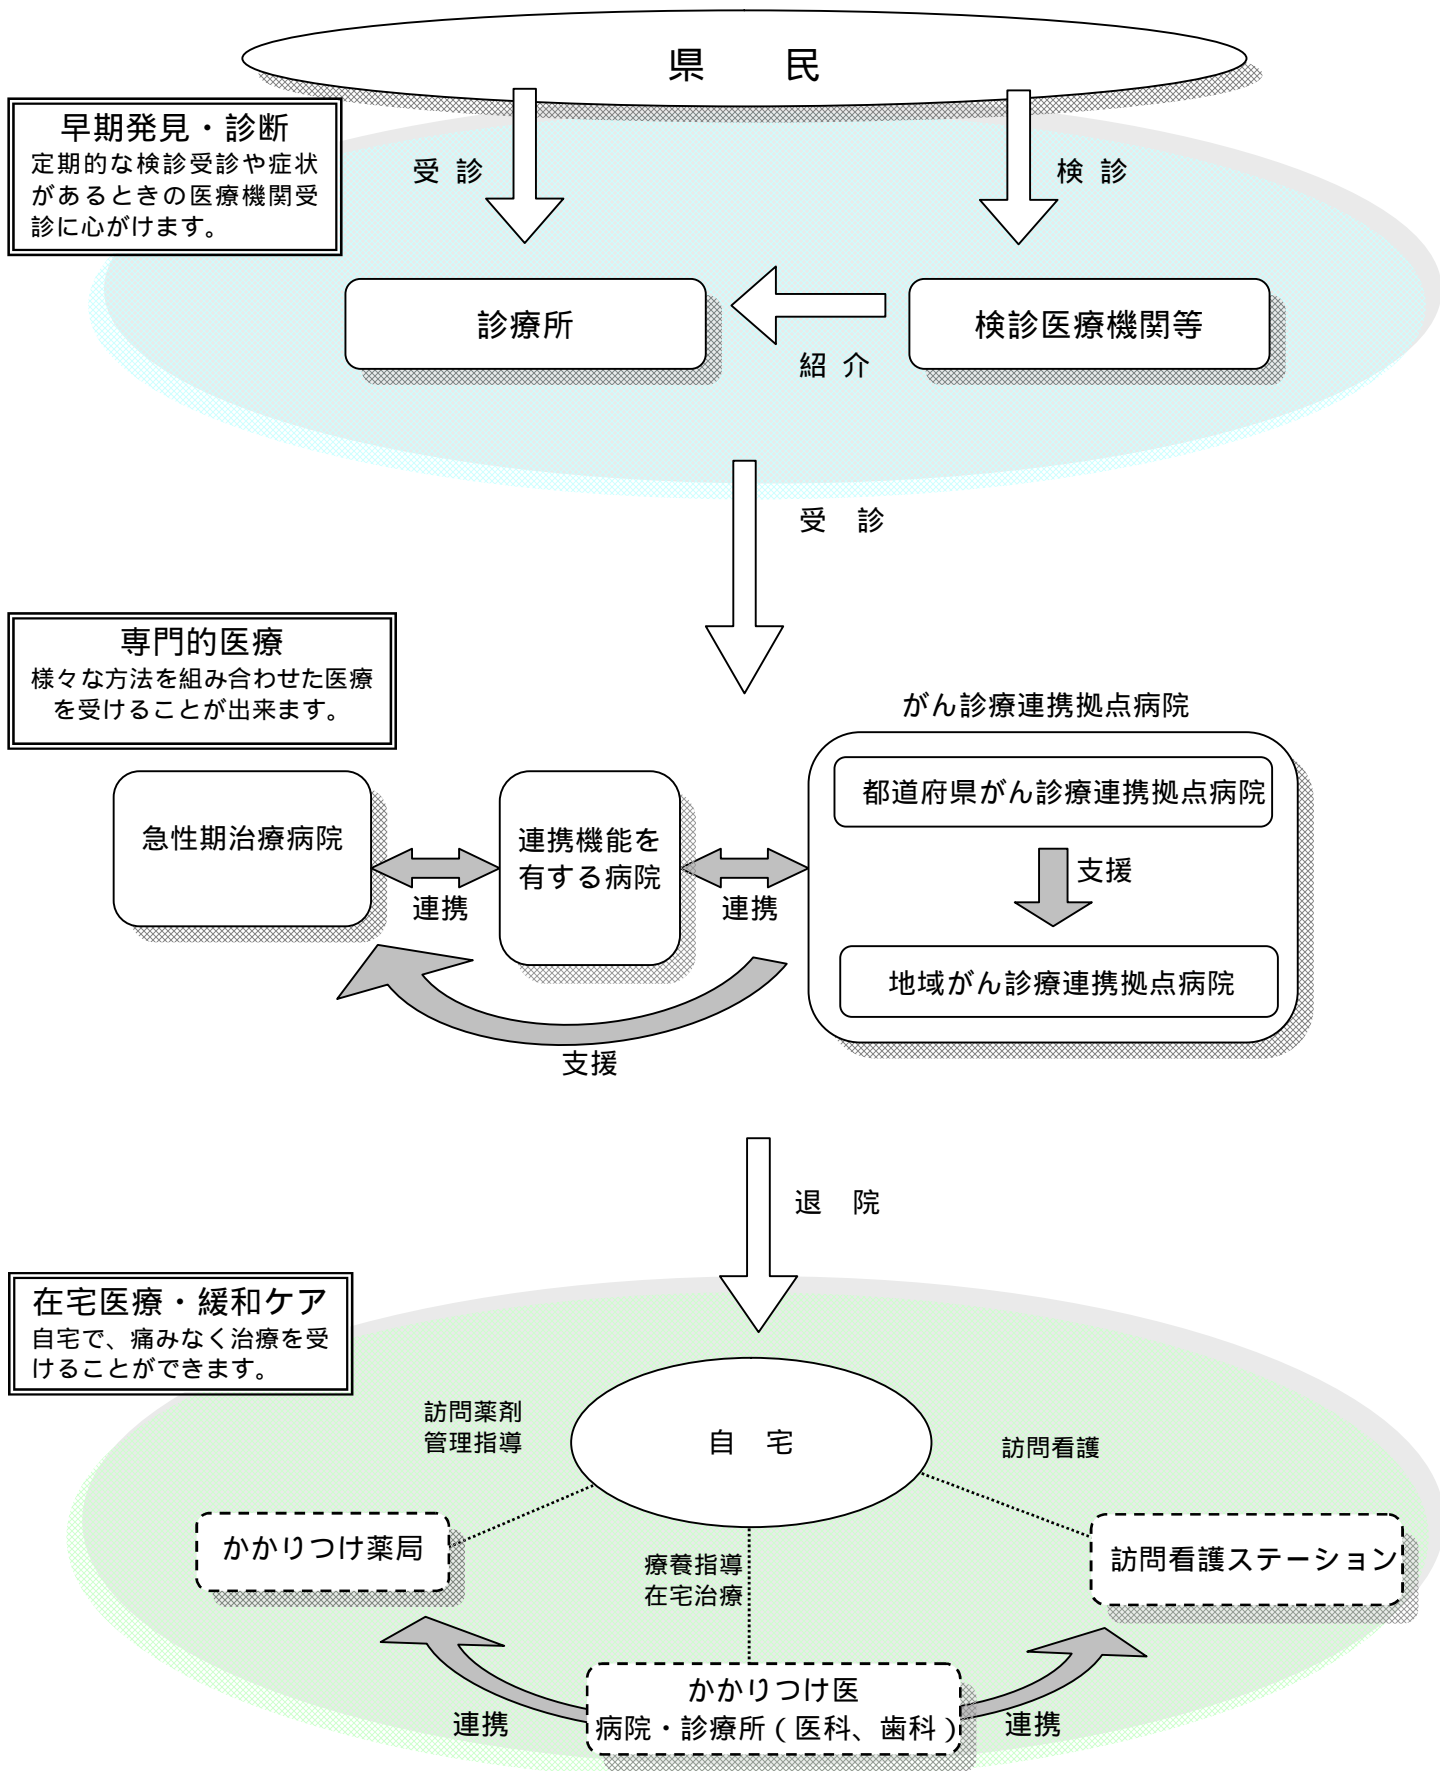 県　　民
早期発見・診断
定期的な検診受診や症状
があるときの医療機関受
診に心がけます。
受 診
検 診
診療所
検診医療機関等
紹 介
受　診
専門的医療
様々な方法を組み合わせた医療
を受けることが出来ます。
がん診療連携拠点病院
都道府県がん診療連携拠点病院
急性期治療病院
連携機能を
有する病院
支援
連携
連携
地域がん診療連携拠点病院
支援
退　院
在宅医療・緩和ケア
自宅で、痛みなく治療を受
けることができます。
訪問薬剤
管理指導
自　宅
訪問看護
かかりつけ薬局
訪問看護ステーション
療養指導
在宅治療
かかりつけ医
病院・診療所（医科、歯科）
連携
連携